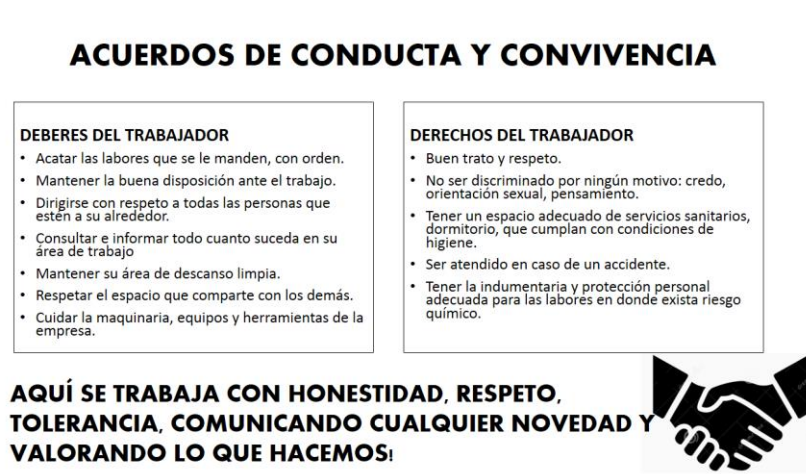 ACUERDOS DE CONDUCTA Y CONVIVENCIA
DEBERES DEL TRABAJADOR
• Acatar las labores que se le manden, con orden.
• Mantener la buena disposición ante el trabajo.
• Dirigirse con respeto a todas las personas que
estén a su alrededor.
• Consultar e informar todo cuanto suceda en su
área de trabajo
• Mantener su área de descanso limpia.
• Respetar el espacio que comparte con los demás.
• Cuidar la maquinaria, equipos y herramientas de la
empresa.
DERECHOS DEL TRABAJADOR
• Buen trato y respeto.
• No ser discriminado por ningún motivo: credo,
orientación sexual, pensamiento.
• Tener un espacio adecuado de servicios sanitarios,
dormitorio, que cumplan con condiciones de
higiene.
• Ser atendido en caso de un accidente.
• Tener la indumentaria y protección personal
adecuada para las labores en donde exista riesgo
químico.
AQUÍ SE TRABAJA CON HONESTIDAD, RESPETO,
TOLERANCIA, COMUNICANDO CUALQUIER NOVEDAD Y
VALORANDO LO QUE HACEMOS!